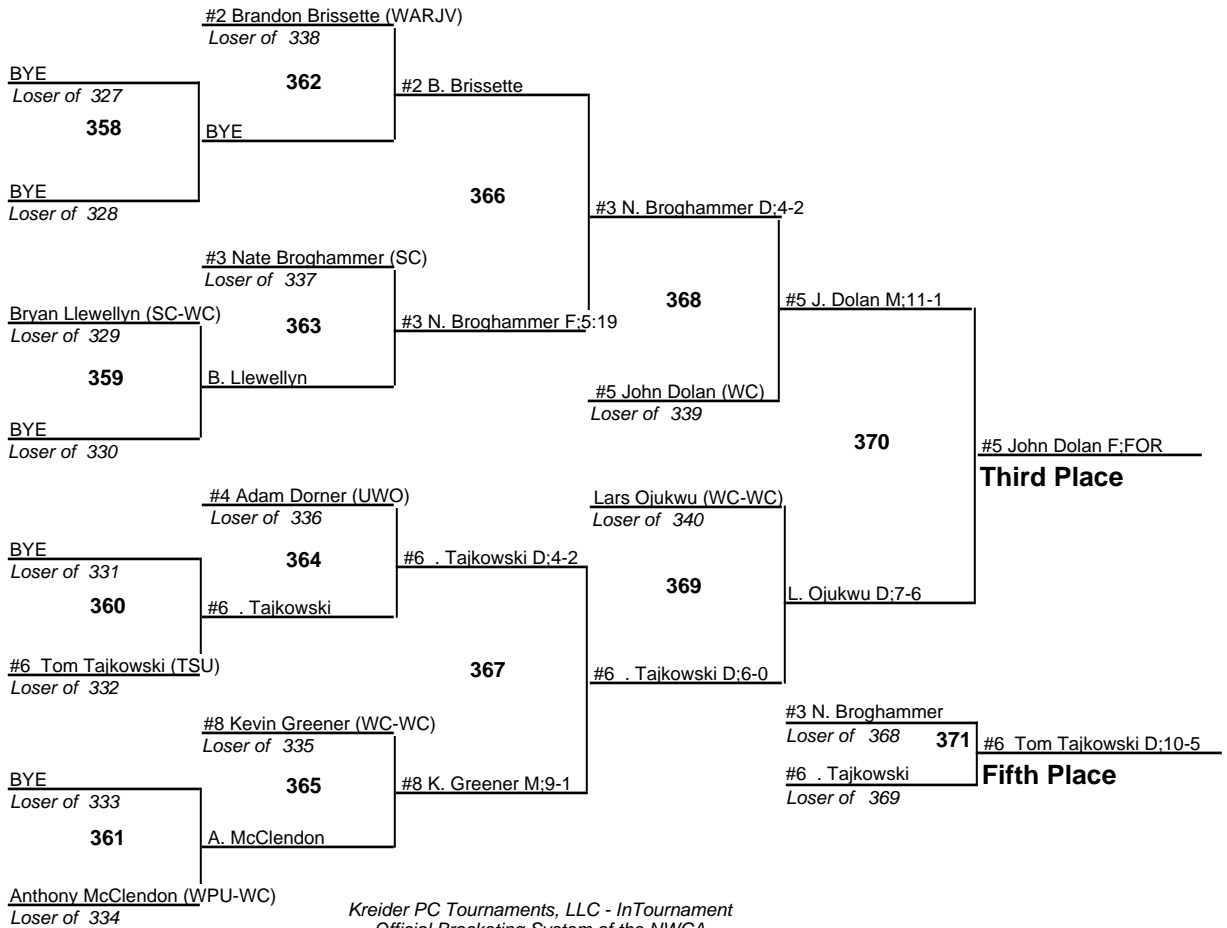 #2 Brandon Brissette (WARJV)
Loser of 338
BYE
Loser of 327
362
#2 B. Brissette
358
BYE
BYE
Loser of 328
366
#3 N. Broghammer D;4-2
#3 Nate Broghammer (SC)
Loser of 337
Bryan Llewellyn (SC-WC)
Loser of 329
363
#3 N. Broghammer F;5:19
368
#5 J. Dolan M;11-1
359
B. Llewellyn
#5 John Dolan (WC)
Loser of 339
BYE
Loser of 330
370
#5 John Dolan F;FOR
Third Place
#4 Adam Dorner (UWO)
Loser of 336
Lars Ojukwu (WC-WC)
Loser of 340
BYE
Loser of 331
364
#6 . Tajkowski D;4-2
369
L. Ojukwu D;7-6
360
#6 . Tajkowski
#6 Tom Tajkowski (TSU)
Loser of 332
367
#6 . Tajkowski D;6-0
#8 Kevin Greener (WC-WC)
Loser of 335
#3 N. Broghammer
Loser of 368
371
#6 Tom Tajkowski D;10-5
Fifth Place
#6 . Tajkowski
Loser of 369
BYE
Loser of 333
365
#8 K. Greener M;9-1
361
A. McClendon
Anthony McClendon (WPU-WC)
Loser of 334
Kreider PC Tournaments, LLC - InTournament
Official Bracketing System of the NWCA